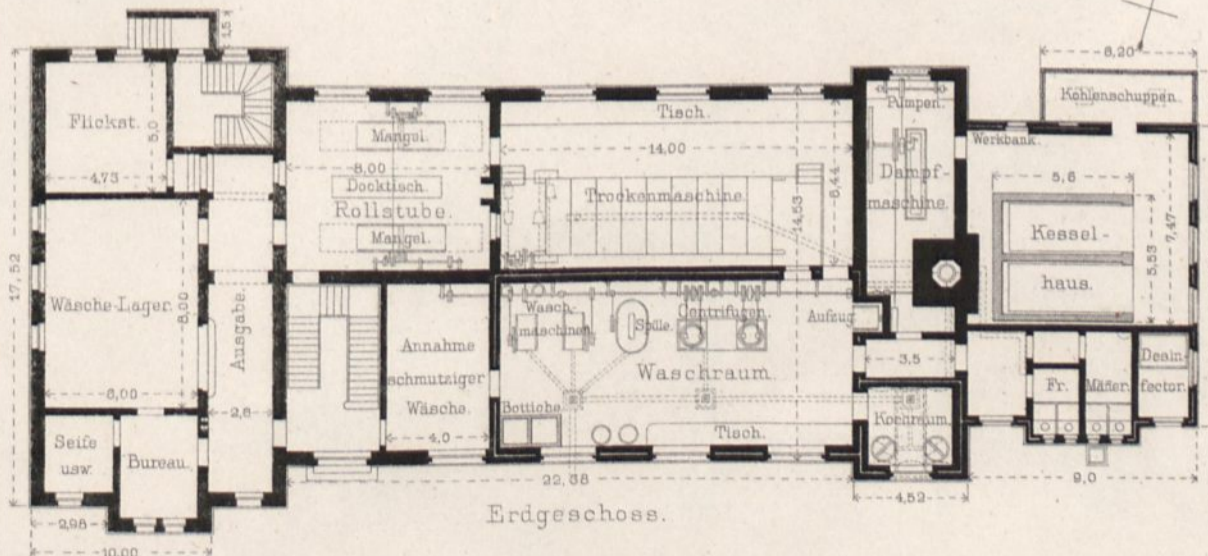 1,5
6,20
Kohlenschuppen.
Pumpen.
Tisch.
Flickst.
5,0
Mangel.
Werkbank.
4,73
8,00
14,00
5,6
Docktisch.
Trockenmaschine.
Dampf-
maschine.
Rollstube.
Mangel.
14,53
6,44
Kessel-
haus.
5,53
7,47
17,52
Wäsche-Lager.
8,00
Ausgabe.
Wasch-
maschinen.
Spüle.
Centrifugen.
Aufzug
Annahme
schmutziger
Wäsche.
Waschraum.
3,5
Desin-
fector.
Fr.
Männer.
6,00
2,6
Bottiche.
Kochraum.
4,0
Tisch.
Seife
usw.
Bureau.
22,38
4,52
9,0
2,98
10,00
Erdgeschoss.